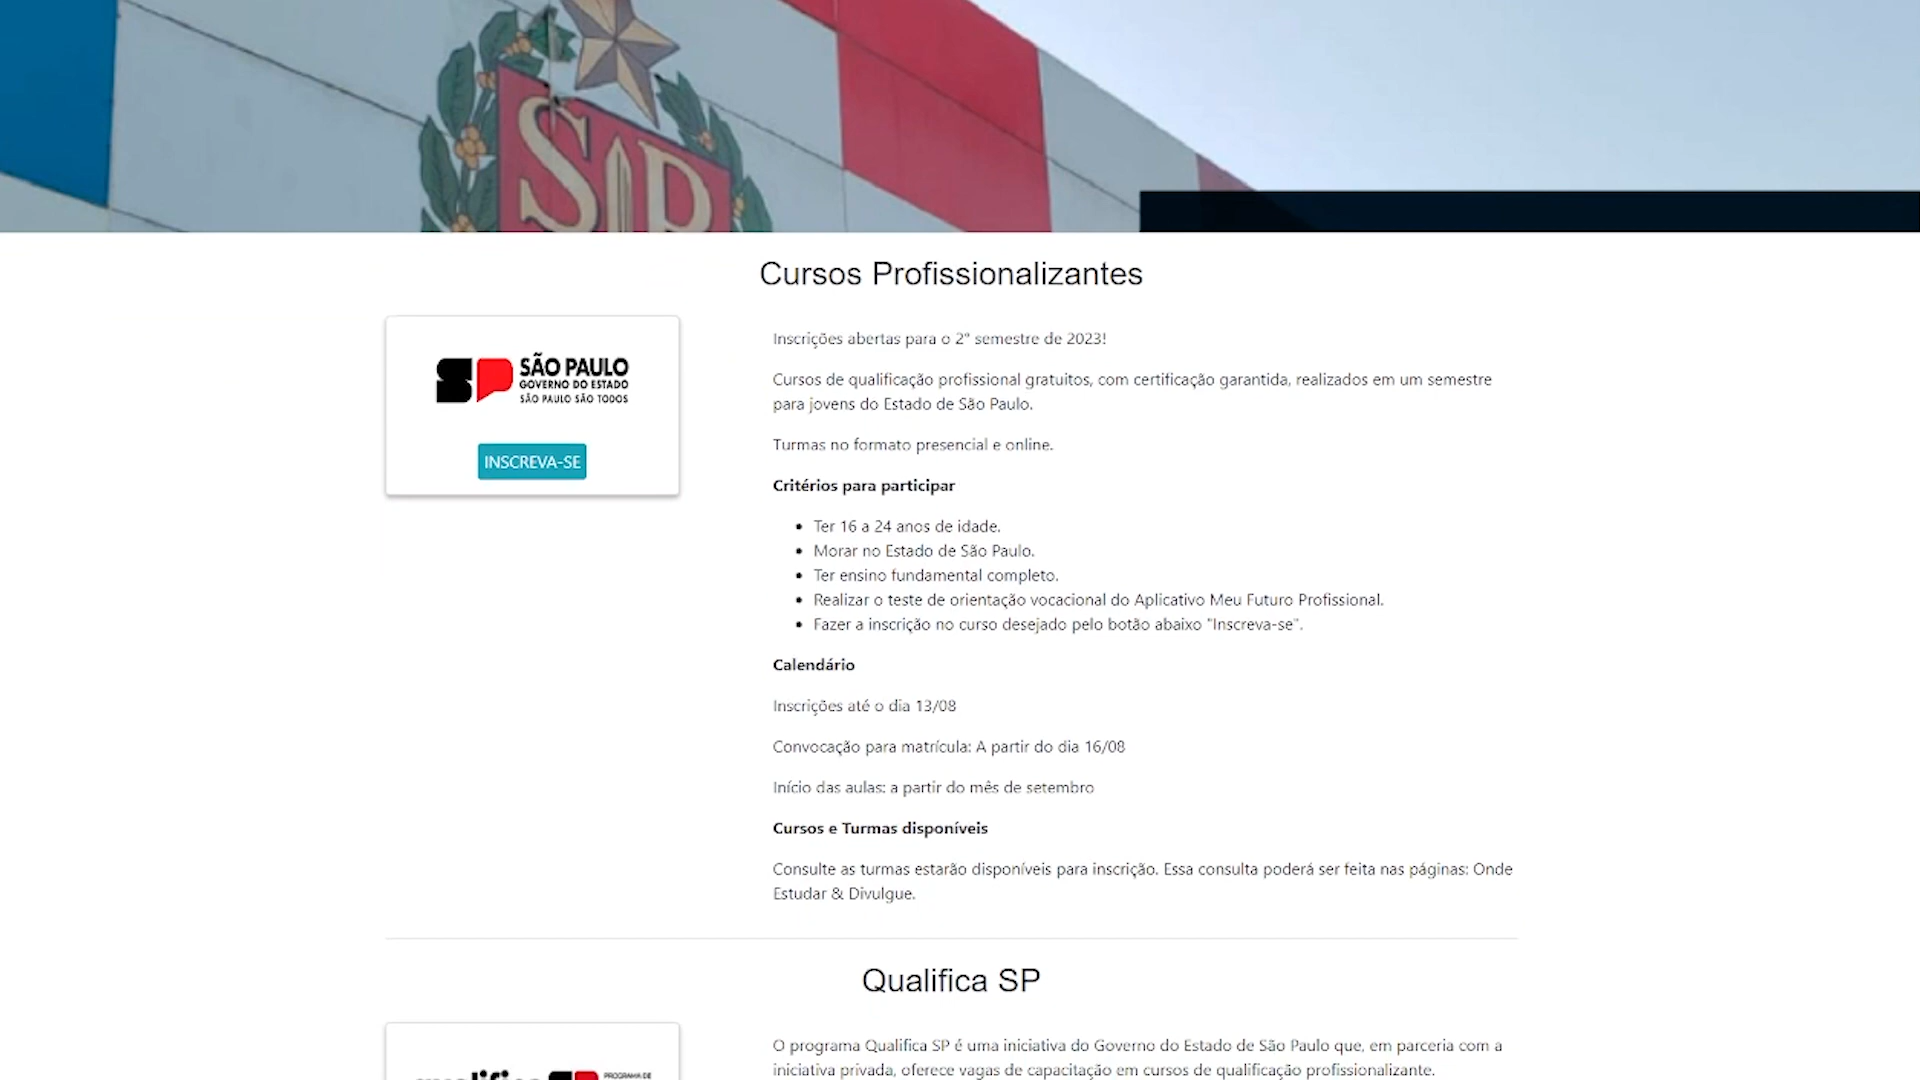 SP
Cursos Profissionalizantes
SÃO PAULO
GOVERNO DO ESTADO
SÃO PAULO SÃO TODOS
INSCREVA-SE
Inscrições abertas para o 2° semestre de 2023!
Cursos de qualificação profissional gratuitos, com certificação garantida, realizados em um semestre
para jovens do Estado de São Paulo.
Turmas no formato presencial e online.
Critérios para participar
Ter 16 a 24 anos de idade.
Morar no Estado de São Paulo.
Ter ensino fundamental completo.
Realizar o teste de orientação vocacional do Aplicativo Meu Futuro Profissional.
Fazer a inscrição no curso desejado pelo botão abaixo "Inscreva-se".
Calendário
Inscrições até o dia 13/08
Convocação para matrícula: A partir do dia 16/08
Início das aulas: a partir do mês de setembro
Cursos e Turmas disponíveis
Consulte as turmas estarão disponíveis para inscrição. Essa consulta poderá ser feita nas páginas: Onde
Estudar & Divulgue.
Qualifica SP
PROGRAMA DE
O programa Qualifica SP é uma iniciativa do Governo do Estado de São Paulo que, em parceria com a
iniciativa privada, oferece vagas de capacitação em cursos de qualificação profissionalizante.